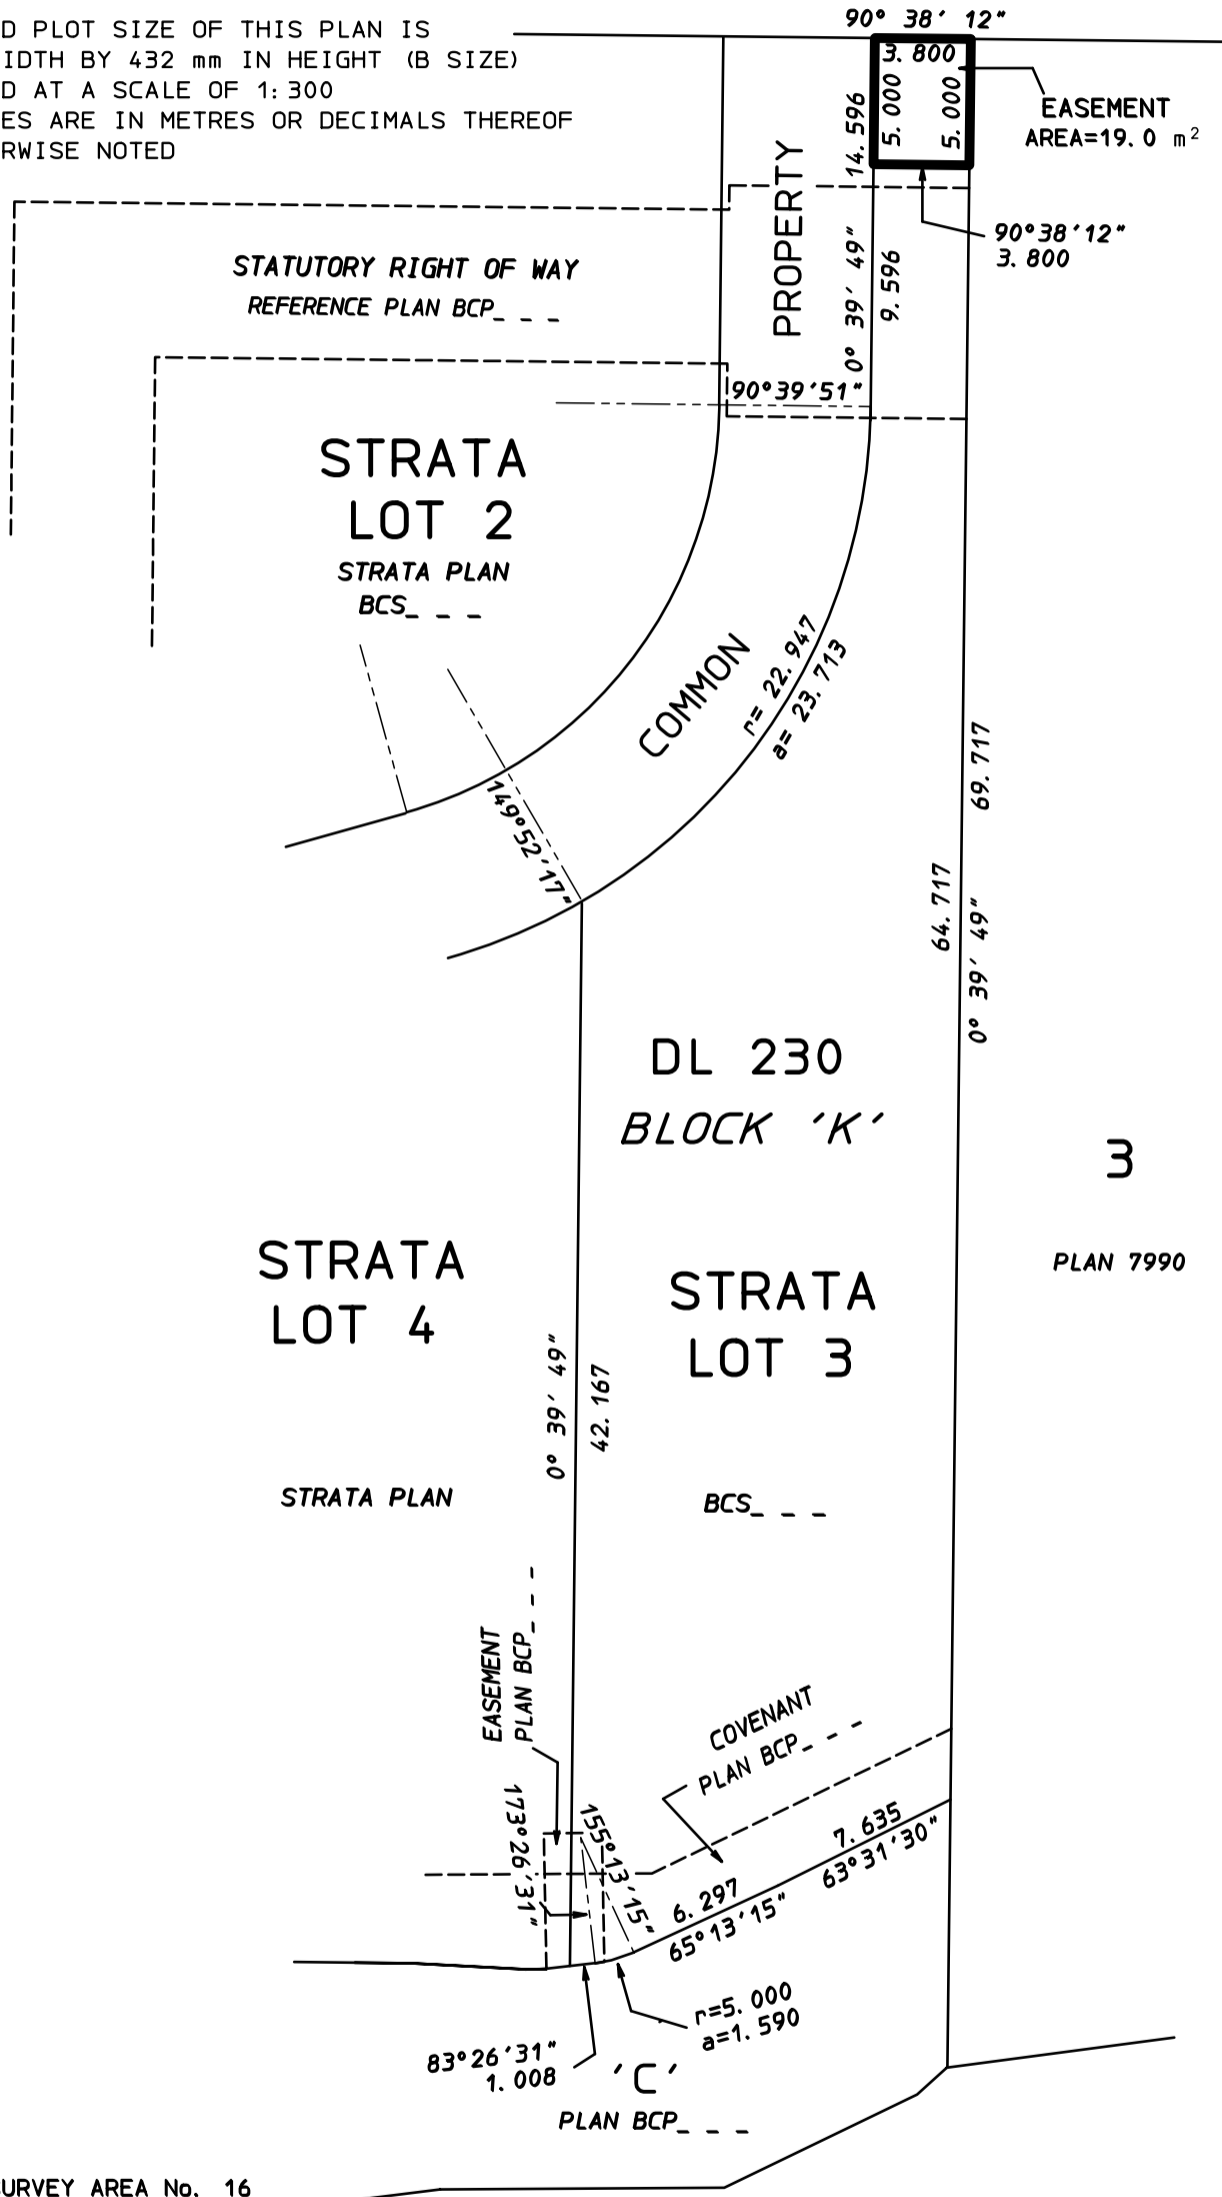 90° 38′ 12″
D PLOT SIZE OF THIS PLAN IS
IDTH BY 432 mm IN HEIGHT (B SIZE)
D AT A SCALE OF 1:300
ES ARE IN METRES OR DECIMALS THEREOF
RWISE NOTED
3.800
5.000
5.000
14.596
EASEMENT
AREA=19.0 m²
PROPERTY
90°38′12″
3.800
0° 39′ 49″
9.596
STATUTORY RIGHT OF WAY
REFERENCE PLAN BCP_ _ _
90°39′51″
STRATA
LOT 2
STRATA PLAN
BCS_ _ _
COMMON
r= 22.947
a= 23.713
149°52′17″
69.717
64.717
0° 39′ 49″
DL 230
BLOCK ′K′
3
PLAN 7990
STRATA
LOT 4
STRATA
LOT 3
0° 39′ 49″
42.167
STRATA PLAN
BCS_ _ _
EASEMENT
PLAN BCP_ _ _
COVENANT
PLAN BCP_ _ _
173°26′31″
155°13′15″
7.635
63°31′30″
6.297
65°13′15″
r=5.000
a=1.590
83°26′31″
1.008
′C′
PLAN BCP_ _ _
URVEY AREA No. 16